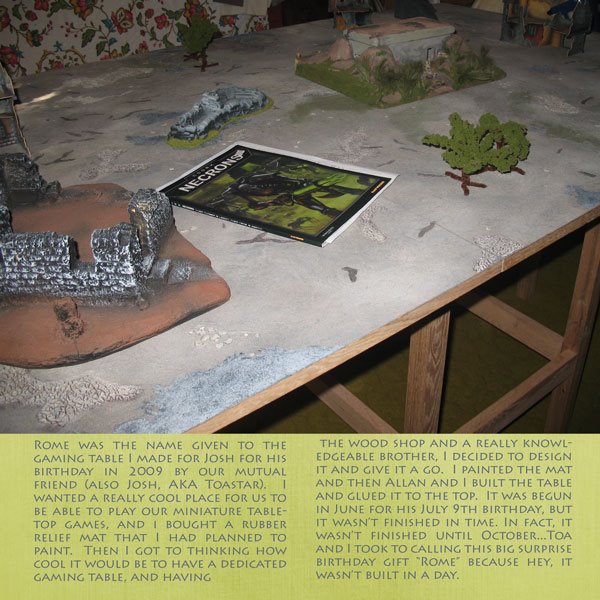 NECRONS
Rome was the name given to the
gaming table I made for Josh for his
birthday in 2009 by our mutual
friend (also Josh, AKA Toastar). I
wanted a really cool place for us to
be able to play our miniature table-
top games, and i bought a rubber
relief mat that I had planned to
paint. Then I got to thinking how
cool it would be to have a dedicated
gaming table, and having
the wood shop and a really knowl-
edgeable brother, I decided to design
it and give it a go. I painted the mat
and then Allan and I built the table
and glued it to the top. It was begun
in June for his July 9th birthday, but
it wasn't finished in time. In fact, it
wasn't finished until October...Toa
and I took to calling this big surprise
birthday gift "Rome" because hey, it
wasn't built in a day.